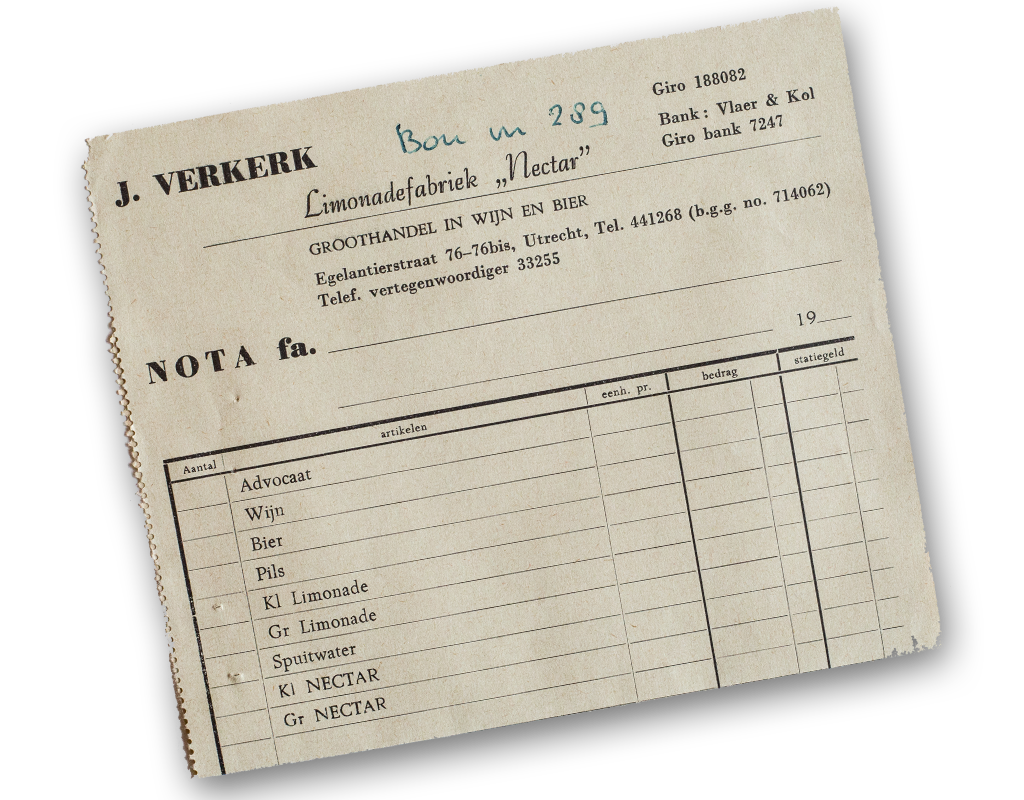 Bon nr 289
Giro 188082
Bank: Vlaer & Kol
Giro bank 7247
J. VERKERK
Limonadefabriek „Nectar”
GROOTHANDEL IN WIJN EN BIER
Egelantierstraat 76–76bis, Utrecht, Tel. 441268 (b.g.g. no. 714062)
Telef. vertegenwoordiger 33255
NOTA fa.
19
Aantal artikelen eenh. pr. bedrag statiegeld
Advocaat
Wijn
Bier
Pils
Kl Limonade
Gr Limonade
Spuitwater
Kl NECTAR
Gr NECTAR